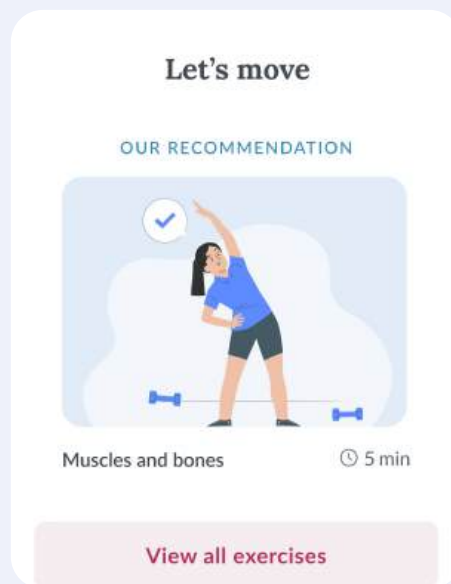 Let's move
OUR RECOMMENDATION
Muscles and bones
5 min
View all exercises